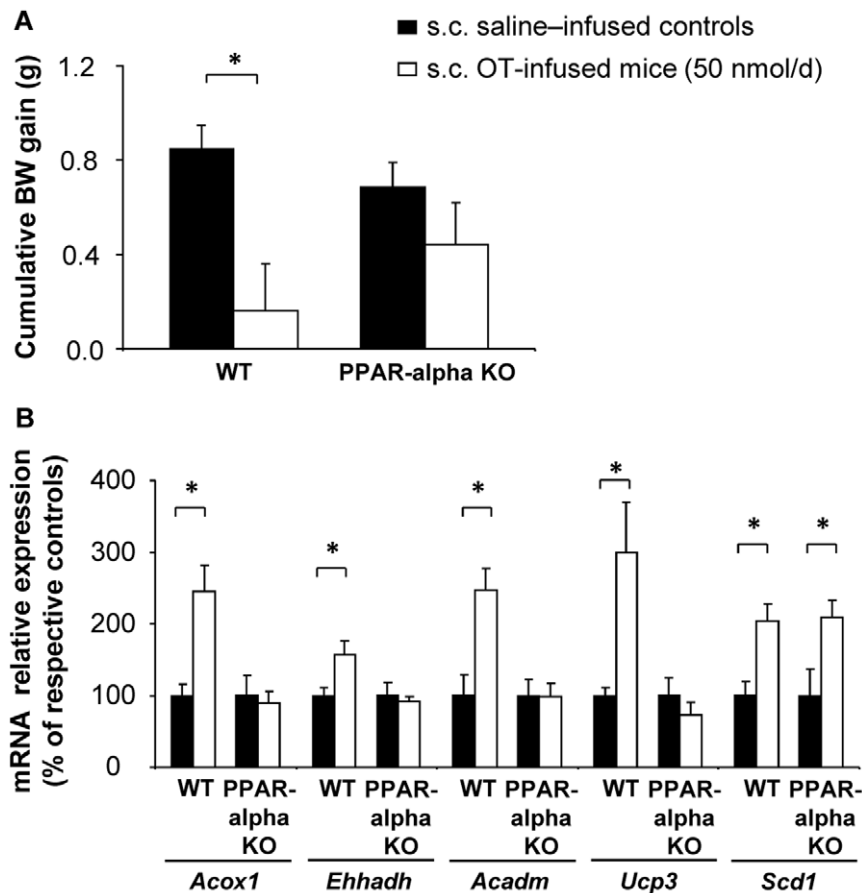 A
s.c. saline–infused controls
s.c. OT-infused mice (50 nmol/d)
Cumulative BW gain (g)
1.2
0.8
0.4
0.0
*
WT
PPAR-alpha KO
B
mRNA relative expression
(% of respective controls)
400
300
200
100
0
*
*
*
*
*
*
WT
PPAR-
alpha
KO
WT
PPAR-
alpha
KO
WT
PPAR-
alpha
KO
WT
PPAR-
alpha
KO
WT
PPAR-
alpha
KO
Acox1
Ehhadh
Acadm
Ucp3
Scd1